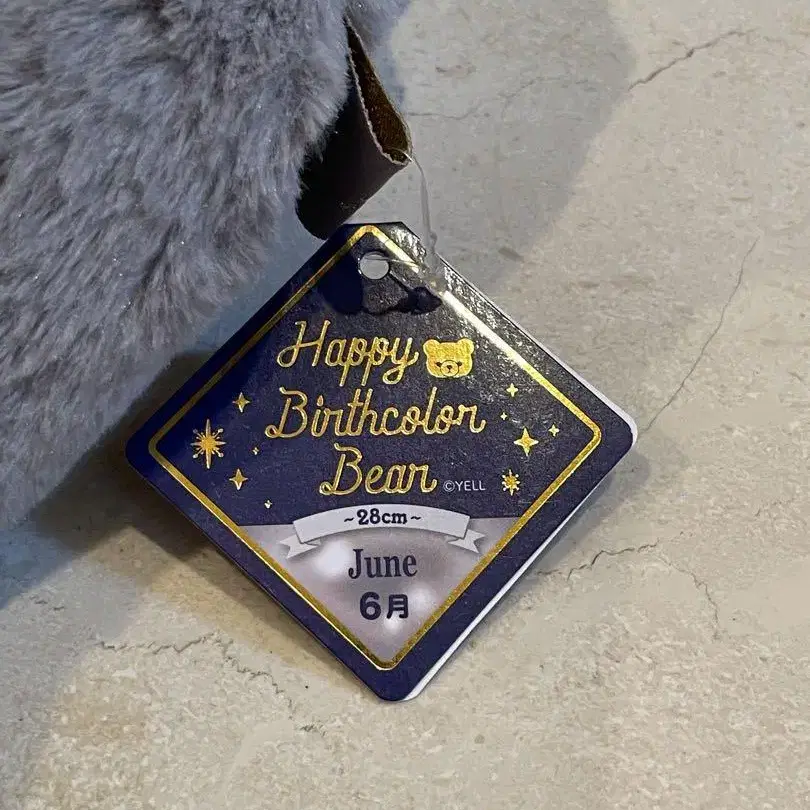 Happy
Birthcolor
Bear ©YELL
~28cm~
June
6月